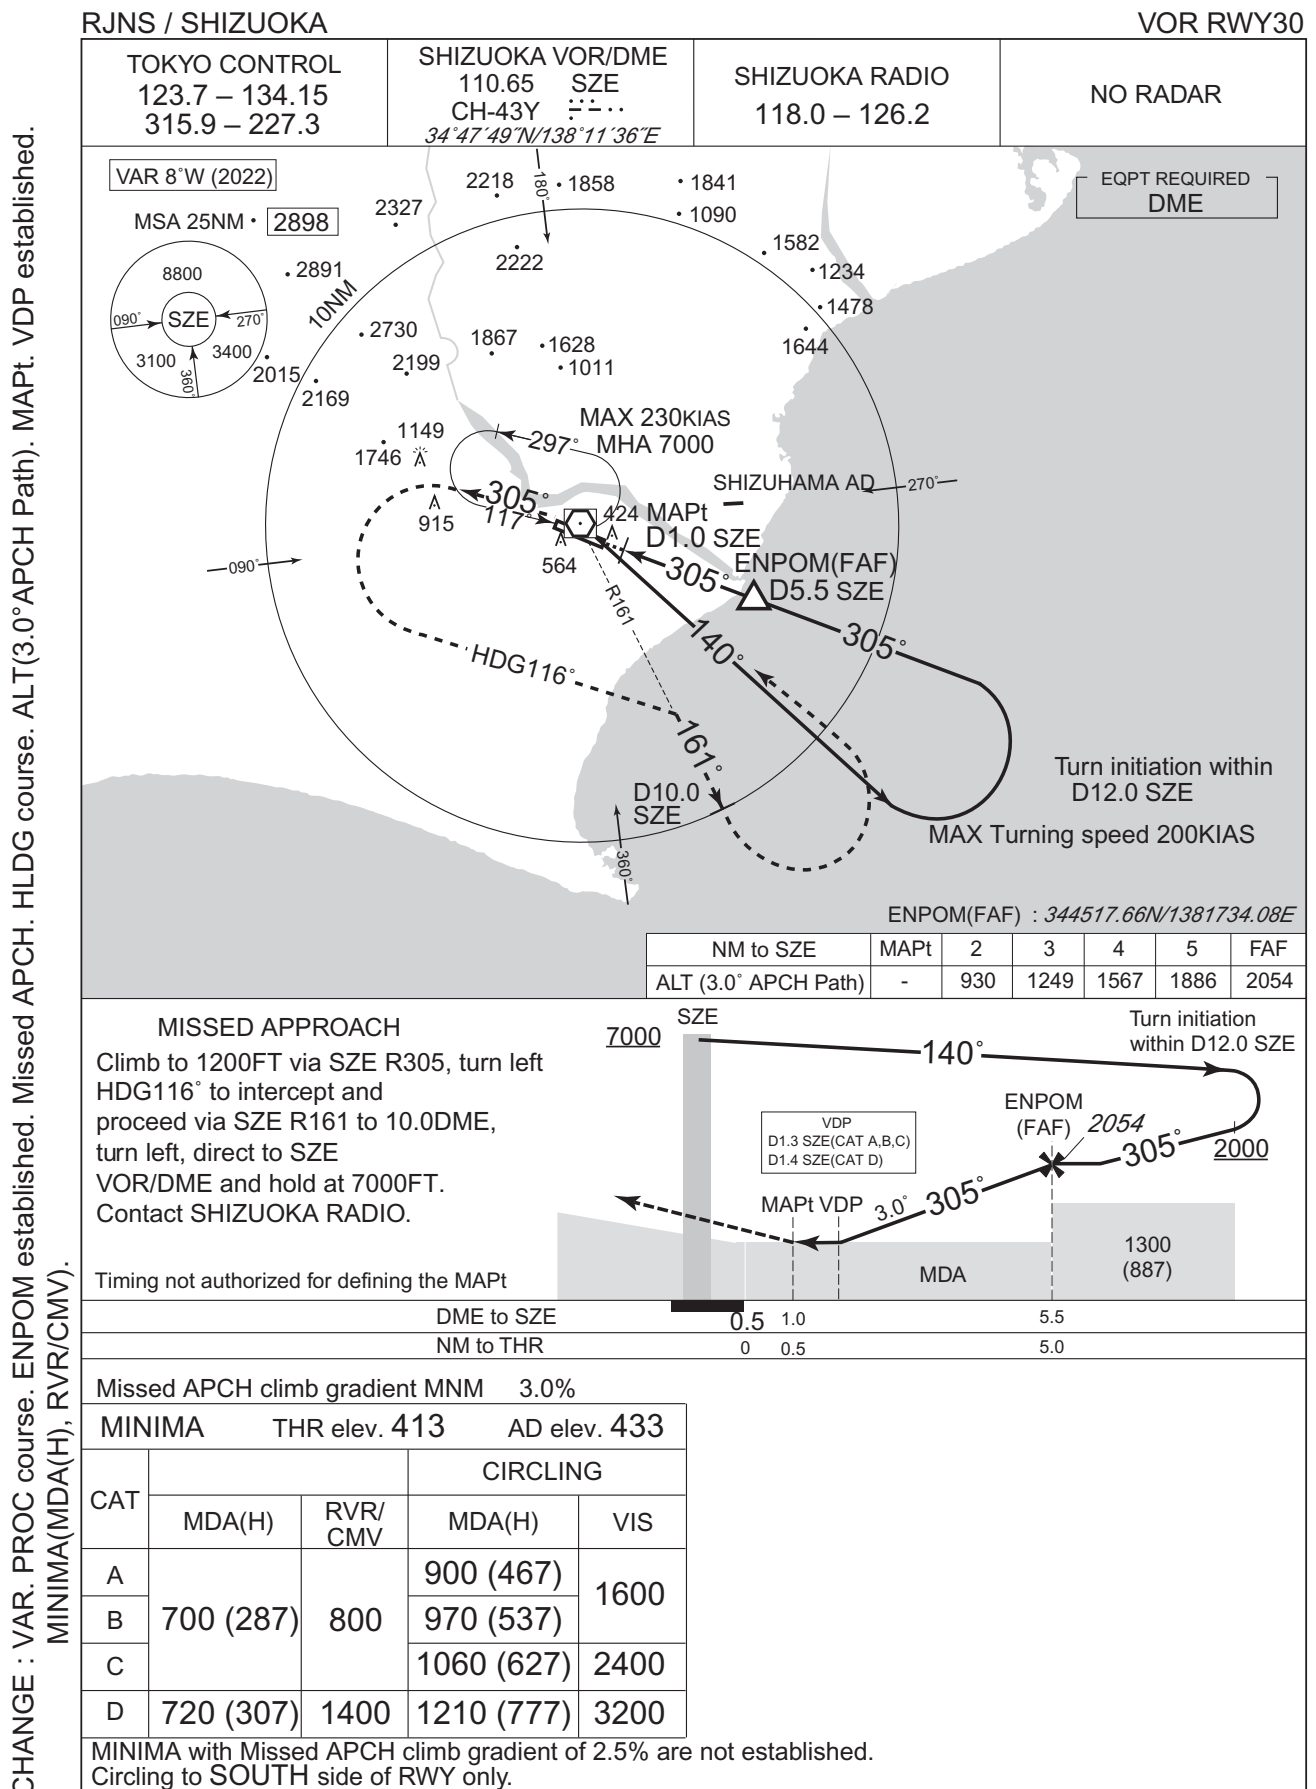 RJNS / SHIZUOKA
VOR RWY30
TOKYO CONTROL
123.7 – 134.15
315.9 – 227.3
SHIZUOKA VOR/DME
110.65 SZE
CH-43Y
34°47´49˝N/138°11´36˝E
SHIZUOKA RADIO
118.0 – 126.2
NO RADAR
VAR 8°W (2022)
EQPT REQUIRED
DME
MSA 25NM
2898
8800
090°
SZE
270°
3100
3400
360°
2891
2327
2218
180°
1858
1841
1090
2222
1582
1234
1478
1644
10NM
2730
2199
1867
1628
1011
2015
2169
1149
1746
MAX 230KIAS
MHA 7000
297°
SHIZUHAMA AD
270°
305°
117°
915
424
MAPt
D1.0 SZE
564
090°
305°
ENPOM(FAF)
D5.5 SZE
R161
140°
305°
HDG116°
161°
D10.0
SZE
360°
Turn initiation within
D12.0 SZE
MAX Turning speed 200KIAS
ENPOM(FAF) : 344517.66N/1381734.08E
NM to SZE MAPt 2 3 4 5 FAF
ALT (3.0° APCH Path) - 930 1249 1567 1886 2054
MISSED APPROACH
Climb to 1200FT via SZE R305, turn left
HDG116° to intercept and
proceed via SZE R161 to 10.0DME,
turn left, direct to SZE
VOR/DME and hold at 7000FT.
Contact SHIZUOKA RADIO.
Timing not authorized for defining the MAPt
7000
SZE
140°
Turn initiation
within D12.0 SZE
VDP
D1.3 SZE(CAT A,B,C)
D1.4 SZE(CAT D)
ENPOM
(FAF)
2054
305°
2000
MAPt VDP
3.0°
305°
MDA
1300
(887)
DME to SZE 0.5 1.0 5.5
NM to THR 0 0.5 5.0
Missed APCH climb gradient MNM 3.0%
MINIMA THR elev. 413 AD elev. 433
CAT
CIRCLING
MDA(H)
RVR/
CMV
MDA(H)
VIS
A 900 (467)
1600
B 700 (287) 800 970 (537)
C 1060 (627) 2400
D 720 (307) 1400 1210 (777) 3200
MINIMA with Missed APCH climb gradient of 2.5% are not established.
Circling to SOUTH side of RWY only.
CHANGE : VAR. PROC course. ENPOM established. Missed APCH. HLDG course. ALT(3.0°APCH Path). MAPt. VDP established.
MINIMA(MDA(H), RVR/CMV).